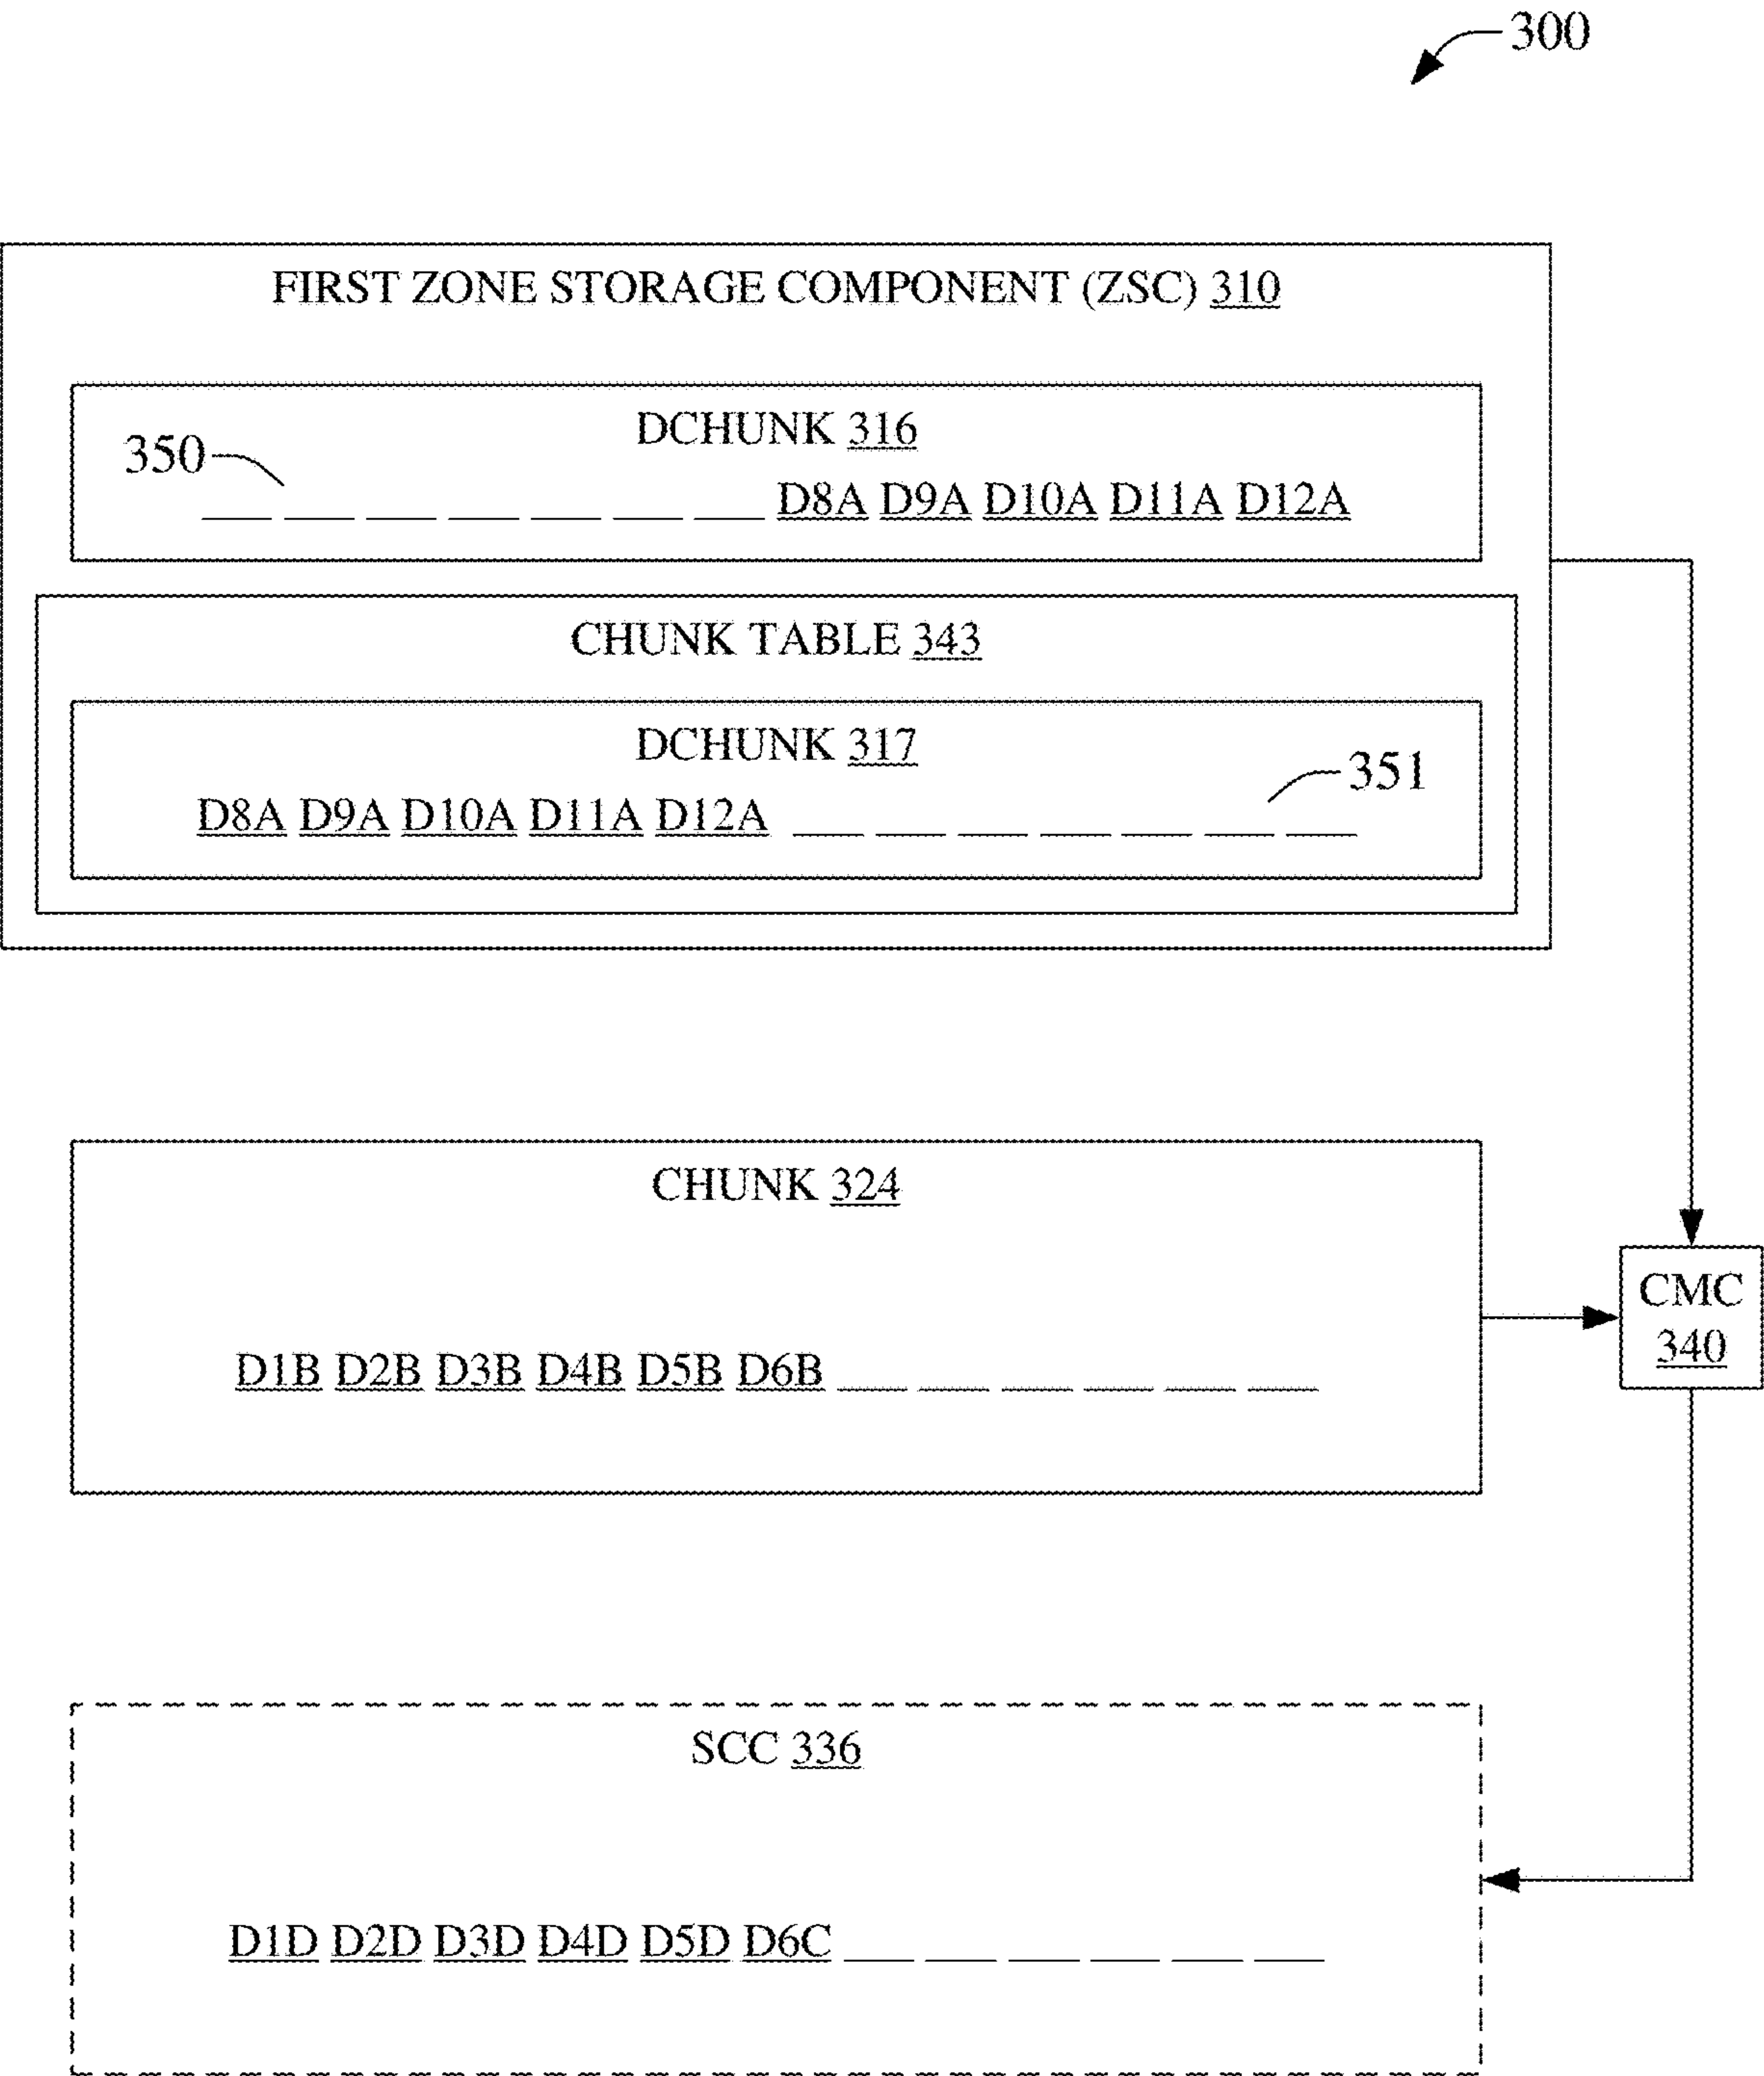 300
FIRST ZONE STORAGE COMPONENT (ZSC) 310
DCHUNK 316
350
D8A D9A D10A D11A D12A
CHUNK TABLE 343
DCHUNK 317
351
D8A D9A D10A D11A D12A
CHUNK 324
CMC
340
D1B D2B D3B D4B D5B D6B
SCC 336
D1D D2D D3D D4D D5D D6C